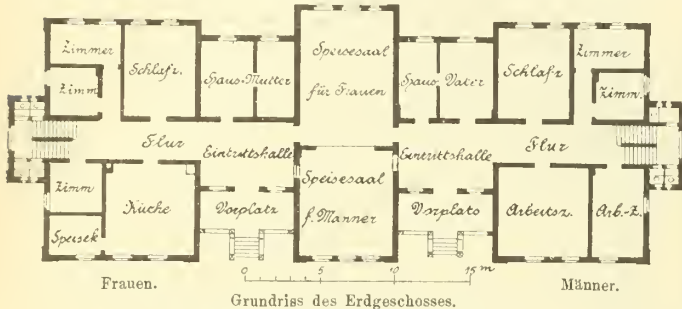 Zimmer
Schlafr.
Speisesaal
für Frauen
Schlafr
Zimmer
Zimm
Haus-Mutter
Haus Vater
Zimm.
Flur
Eintrittshalle
Eintrittshalle
Flur
Zimm
Küche
Vorplatz
Speisesaal
f. Männer
Vorplatz
Arbeitsz.
Arb.-Z.
Speisek
0 5 10 15 m
Frauen.
Männer.
Grundriss des Erdgeschosses.